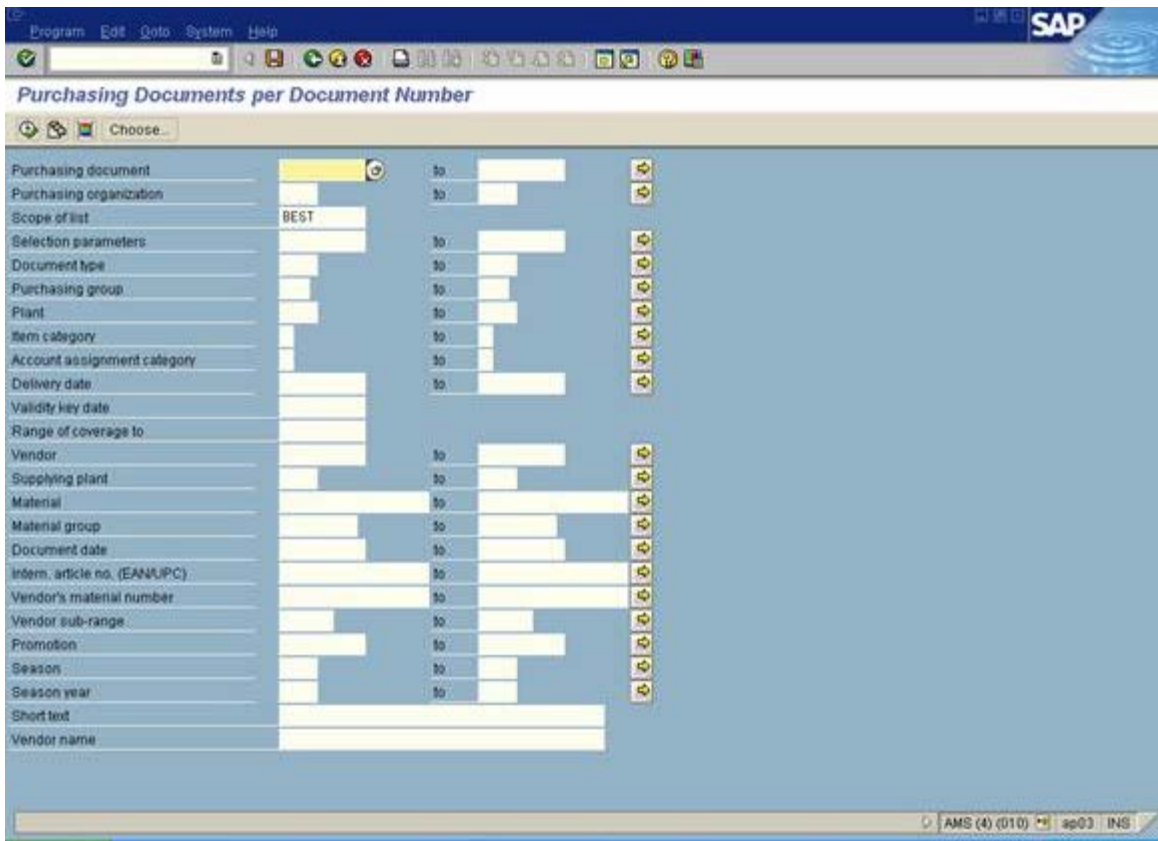 Program Edit Goto System Help
SAP
Purchasing Documents per Document Number
Choose...
Purchasing document to
Purchasing organization to
Scope of list BEST
Selection parameters to
Document type to
Purchasing group to
Plant to
Item category to
Account assignment category to
Delivery date to
Validity key date
Range of coverage to
Vendor to
Supplying plant to
Material to
Material group to
Document date to
Intern. article no. (EAN/UPC) to
Vendor's material number to
Vendor sub-range to
Promotion to
Season to
Season year to
Short text
Vendor name
AMS (4) (010) ap03 INS